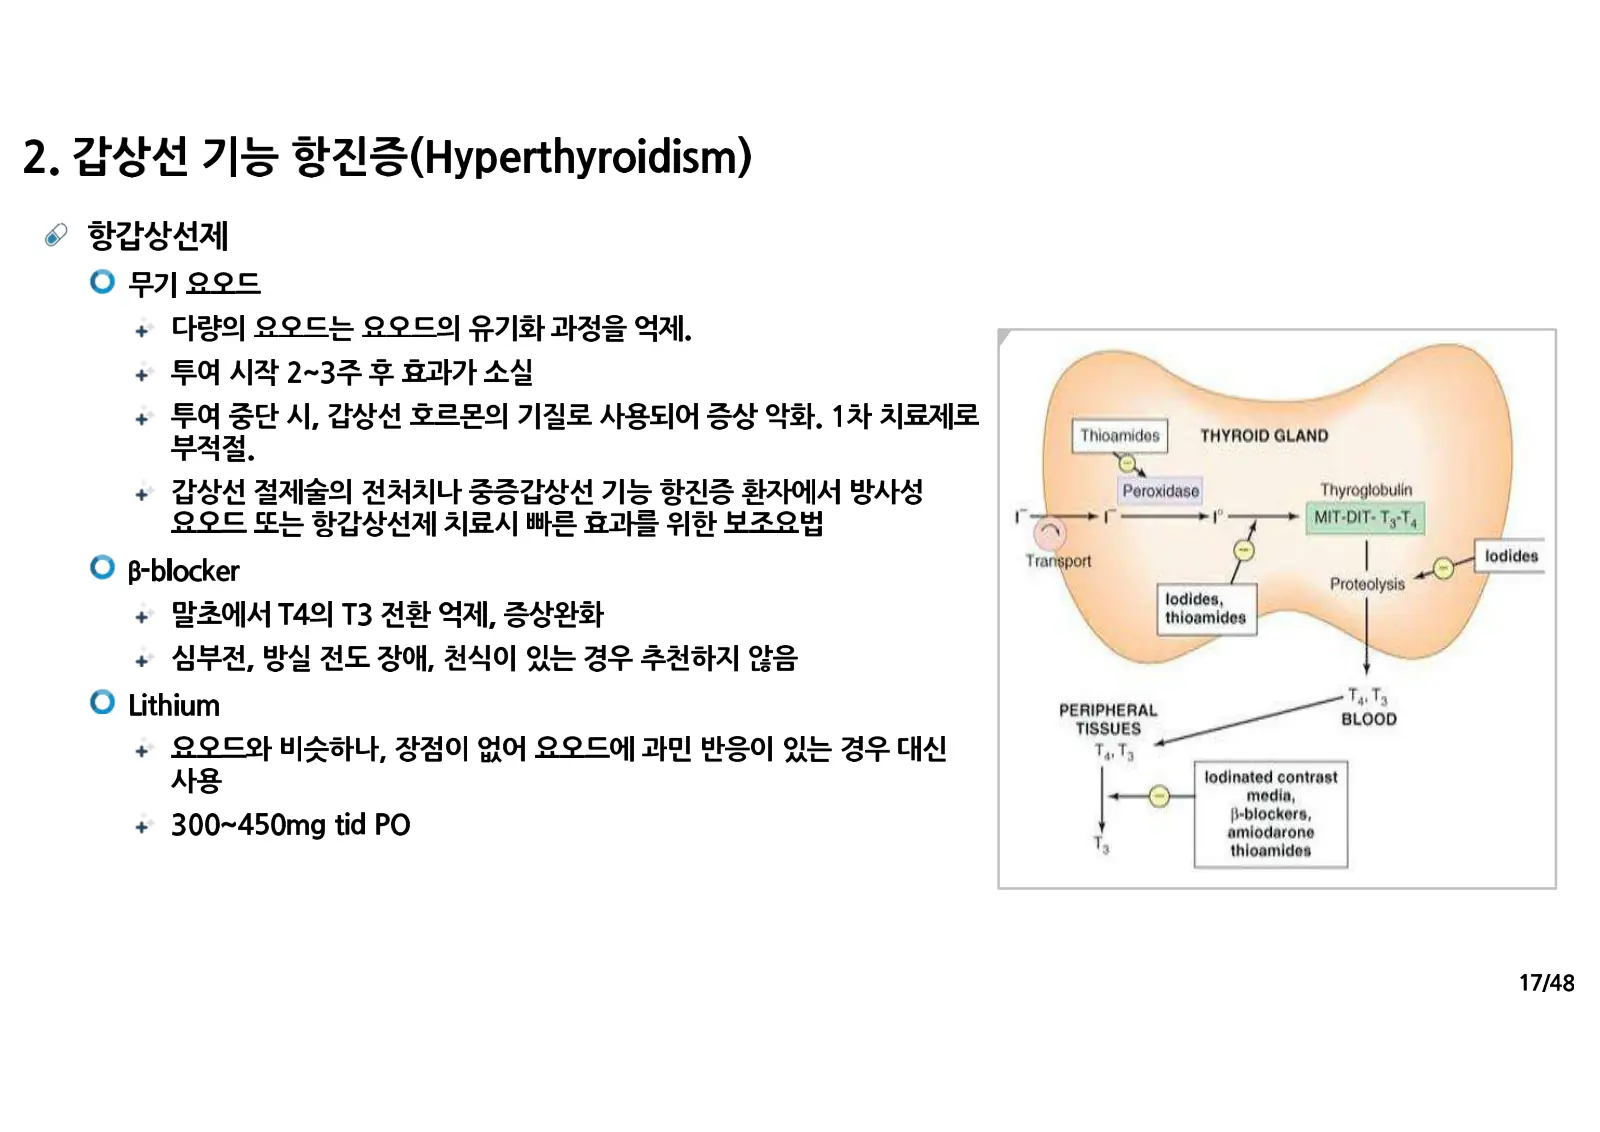 2. 갑상선 기능 항진증(Hyperthyroidism)
항갑상선제
무기 요오드
다량의 요오드는 요오드의 유기화 과정을 억제.
투여 시작 2~3주 후 효과가 소실
투여 중단 시, 갑상선 호르몬의 기질로 사용되어 증상 악화. 1차 치료제로
부적절.
갑상선 절제술의 전처치나 중증갑상선 기능 항진증 환자에서 방사성
요오드 또는 항갑상선제 치료시 빠른 효과를 위한 보조요법
β-blocker
말초에서 T4의 T3 전환 억제, 증상완화
심부전, 방실 전도 장애, 천식이 있는 경우 추천하지 않음
Lithium
요오드와 비슷하나, 장점이 없어 요오드에 과민 반응이 있는 경우 대신
사용
300~450mg tid PO
Thioamides
THYROID GLAND
Peroxidase
Thyroglobulin
I⁻ I⁻ I° MIT-DIT- T₃-T₄
Transport
Iodides
Proteolysis
Iodides,
thioamides
T₄, T₃
BLOOD
PERIPHERAL
TISSUES
T₄, T₃
Iodinated contrast
media,
β-blockers,
amiodarone
thioamides
T₃
17/48